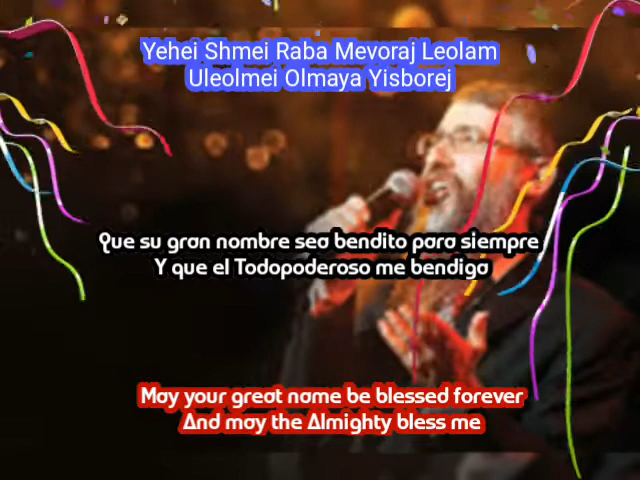 Yehei Shmei Raba Mevoraj Leolam
Uleolmei Olmaya Yisborej
Que su gran nombre sea bendito para siempre
Y que el Todopoderoso me bendiga
May your great name be blessed forever
And may the Almighty bless me